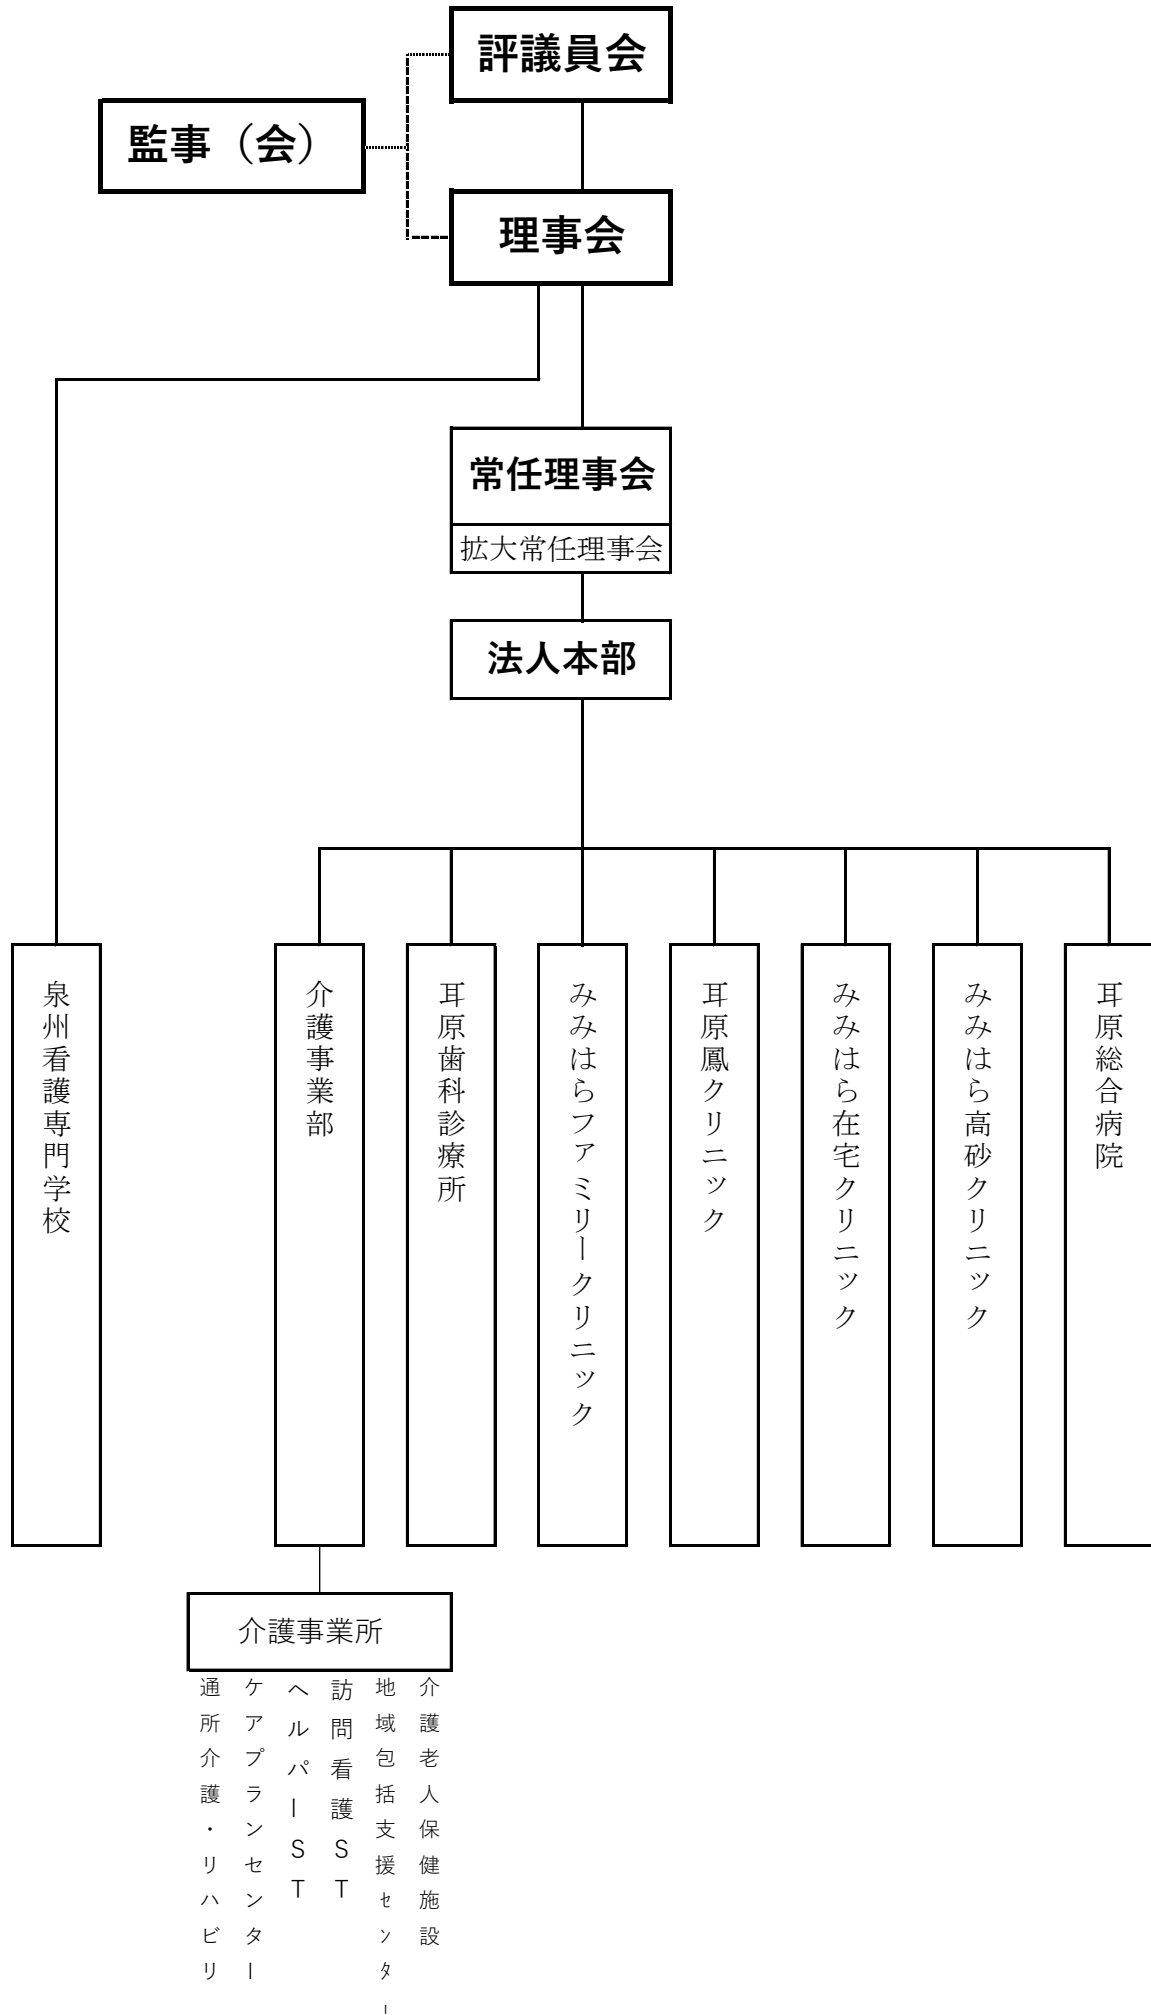 評議員会
監事（会）
理事会
常任理事会
拡大常任理事会
法人本部
泉州看護専門学校
介護事業部
耳原歯科診療所
みみはらファミリークリニック
耳原鳳クリニック
みみはら在宅クリニック
みみはら高砂クリニック
耳原総合病院
介護事業所
通所介護・リハビリ
ケアプランセンター
ヘルパーST
訪問看護ST
地域包括支援ｾﾝﾀｰ
介護老人保健施設